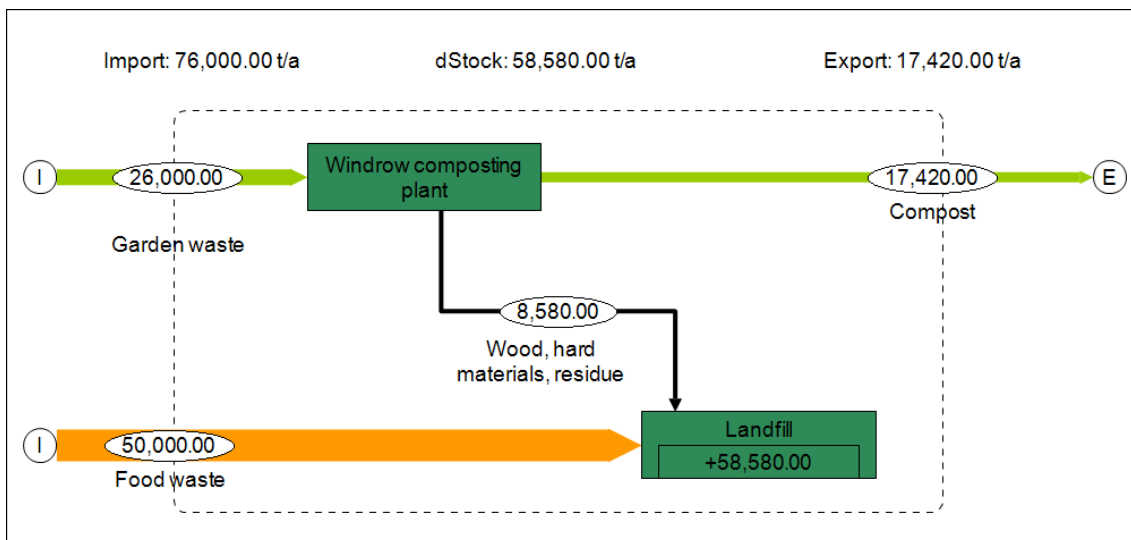 Import: 76,000.00 t/a
dStock: 58,580.00 t/a
Export: 17,420.00 t/a
I
26,000.00
Garden waste
Windrow composting
plant
17,420.00
Compost
E
8,580.00
Wood, hard
materials, residue
I
50,000.00
Food waste
Landfill
+58,580.00